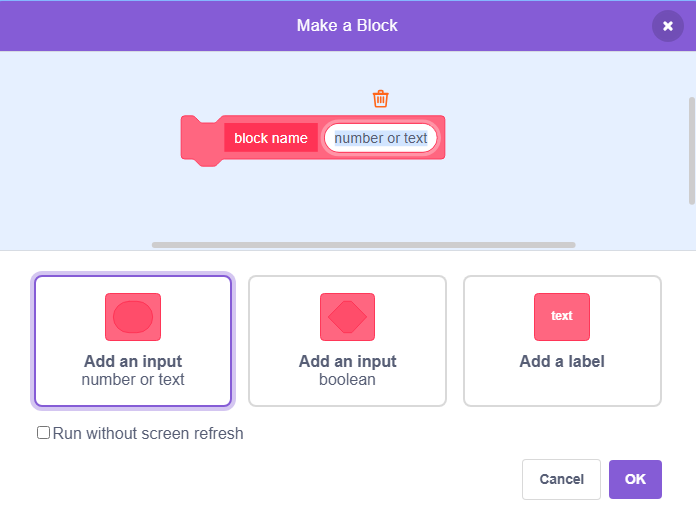 Make a Block
block name number or text
text
Add an input
number or text
Add an input
boolean
Add a label
Run without screen refresh
Cancel
OK